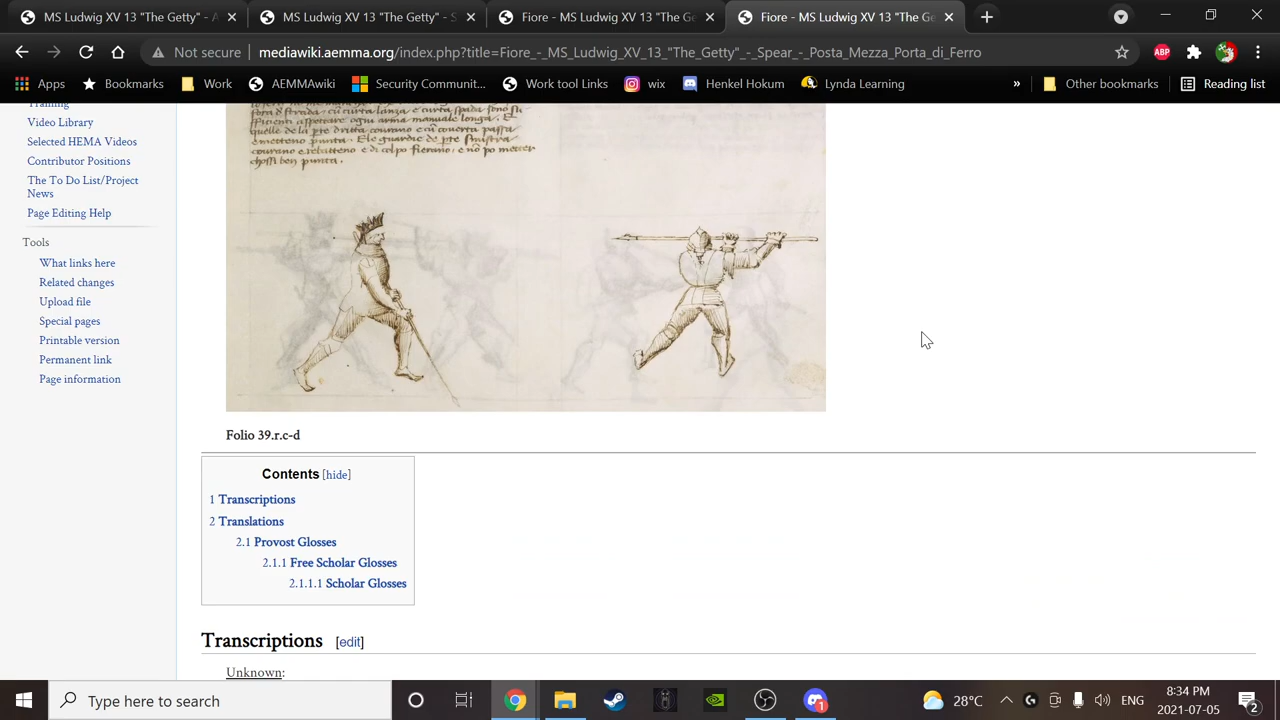 MS Ludwig XV 13 "The Getty" - A
MS Ludwig XV 13 "The Getty" - S
Fiore - MS Ludwig XV 13 "The G
Fiore - MS Ludwig XV 13 "The Ge
Not secure
mediawiki.aemma.org/index.php?title=Fiore_-_MS_Ludwig_XV_13_"The_Getty"_-_Spear_-_Posta_Mezza_Porta_di_Ferro
ABP
Apps
Bookmarks
Work
AEMMAwiki
Security Communit...
Work tool Links
wix
Henkel Hokum
Lynda Learning
»
Other bookmarks
Reading list
Training
Video Library
Selected HEMA Videos
Contributor Positions
The To Do List/Project
News
Page Editing Help
Tools
What links here
Related changes
Upload file
Special pages
Printable version
Permanent link
Page information
Folio 39.r.c-d
Contents [hide]
1 Transcriptions
2 Translations
2.1 Provost Glosses
2.1.1 Free Scholar Glosses
2.1.1.1 Scholar Glosses
Transcriptions [edit]
Unknown:
Type here to search
1
28°C
ENG
8:34 PM
2021-07-05
2